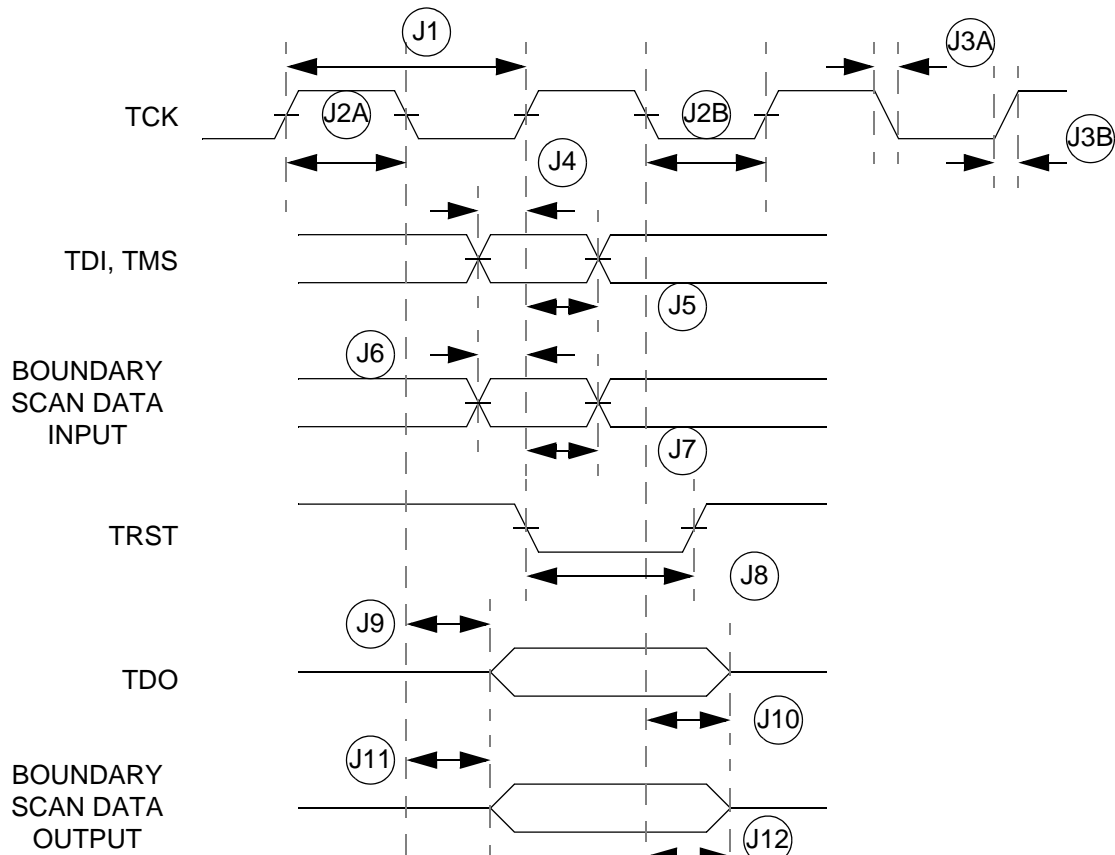 J1
J3A
TCK
J2A
J2B
J3B
J4
TDI, TMS
J5
J6
BOUNDARY
SCAN DATA
INPUT
J7
TRST
J8
J9
TDO
J10
J11
BOUNDARY
SCAN DATA
OUTPUT
J12